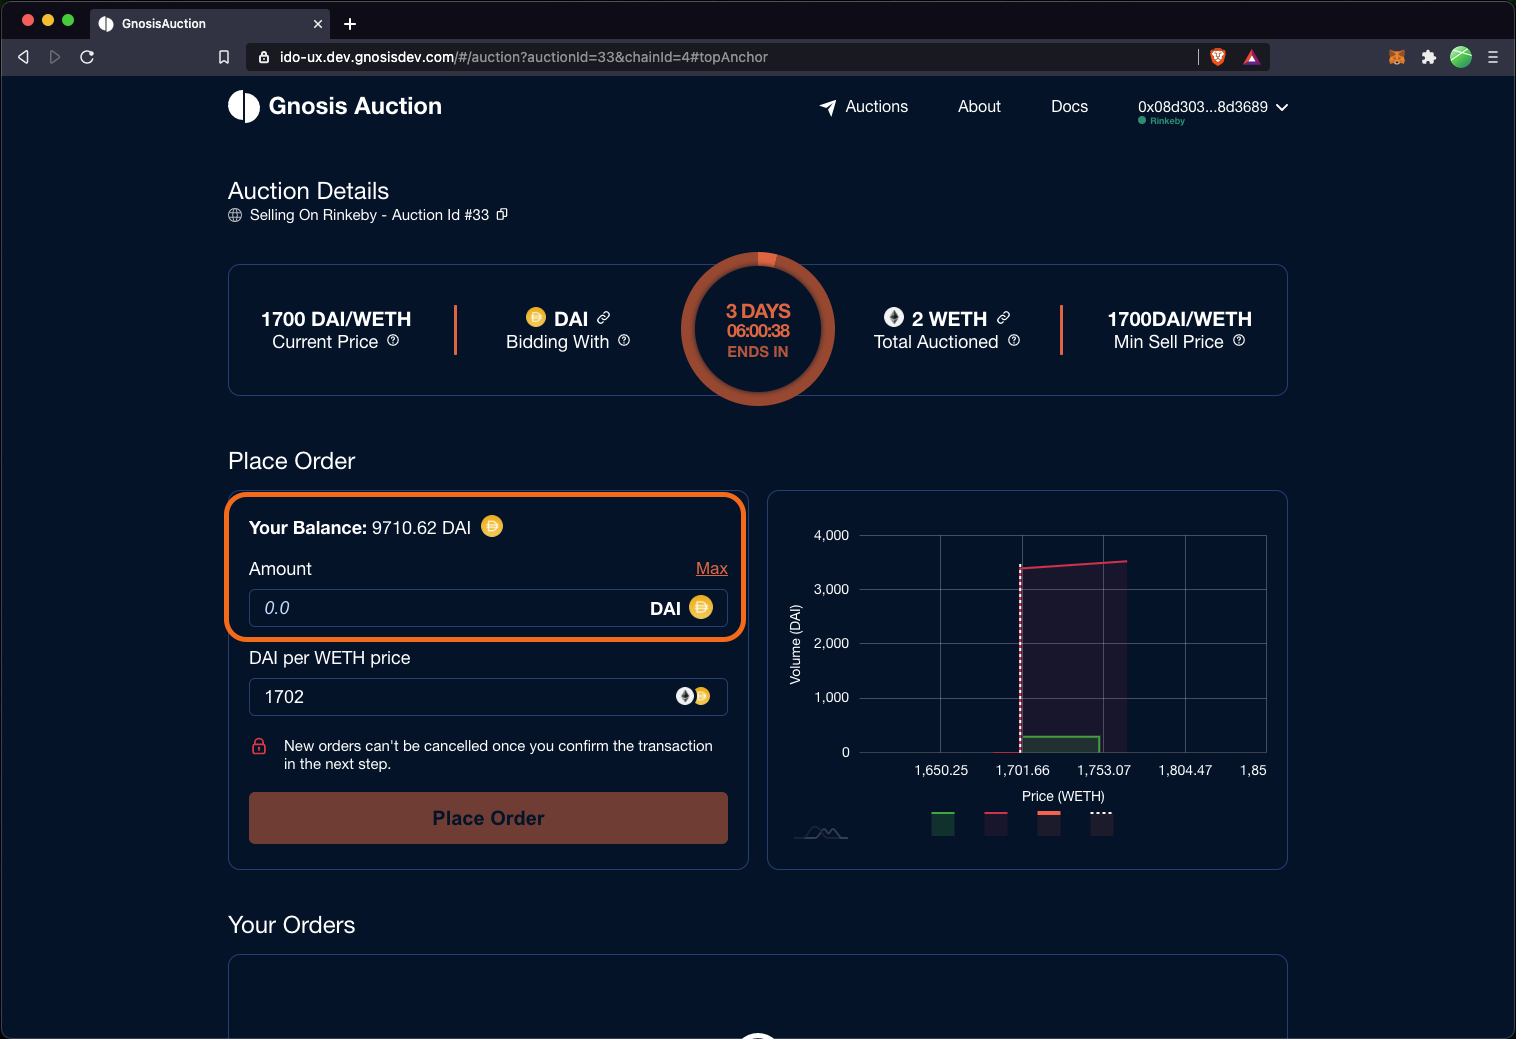 GnosisAuction
ido-ux.dev.gnosisdev.com/#/auction?auctionId=33&chainId=4#topAnchor
Gnosis Auction
Auctions
About
Docs
0x08d303...8d3689
Rinkeby
Auction Details
Selling On Rinkeby - Auction Id #33
1700 DAI/WETH
Current Price
DAI
Bidding With
3 DAYS
06:00:38
ENDS IN
2 WETH
Total Auctioned
1700DAI/WETH
Min Sell Price
Place Order
Your Balance: 9710.62 DAI
Amount
Max
0.0
DAI
DAI per WETH price
1702
New orders can't be cancelled once you confirm the transaction
in the next step.
Place Order
4,000
3,000
2,000
1,000
0
Volume (DAI)
1,650.25
1,701.66
1,753.07
1,804.47
1,85
Price (WETH)
Your Orders